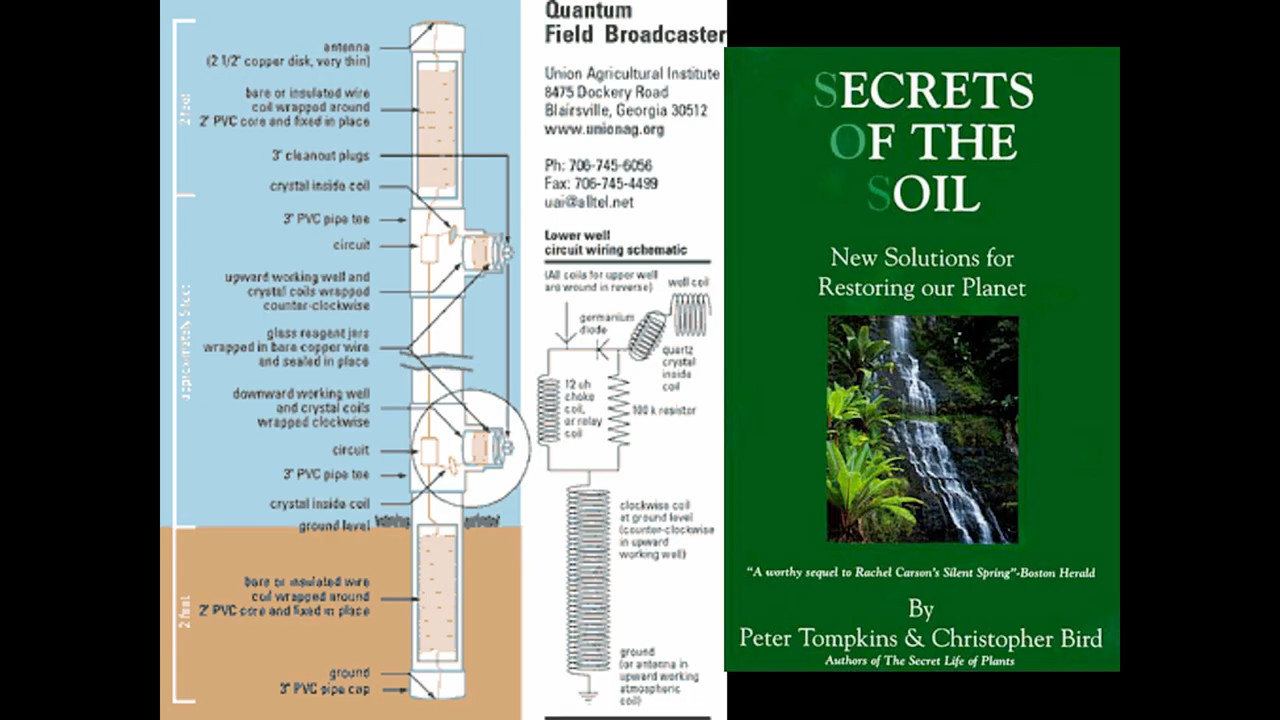 antenna
(2 1/2" copper disk, very thin)
bare or insulated wire
coil wrapped around
2" PVC core and fixed in place
3" cleanout plugs
crystal inside coil
3" PVC pipe tee
circuit
upward working well and
crystal coils wrapped
counter-clockwise
glass reagent jars
wrapped in bare copper wire
and sealed in place
downward working well
and crystal coils
wrapped clockwise
circuit
3" PVC pipe tee
crystal inside coil
ground level
bare or insulated wire
coil wrapped around
2" PVC core and fixed in place
ground
3" PVC pipe cap
2 feet
approximately 5 feet
2 feet
Quantum
Field Broadcaster
Union Agricultural Institute
8475 Dockery Road
Blairsville, Georgia 30512
www.unionag.org
Ph: 706-745-6056
Fax: 706-745-4499
uai@alltel.net
Lower well
circuit wiring schematic
(All coils for upper well
are wound in reverse)
well coil
germanium
diode
quartz
crystal
inside
coil
12 uh
choke
coil,
or relay
coil
100 k resistor
clockwise coil
at ground level
(counter-clockwise
in upward
working well)
ground
(or antenna in
upward working
atmospheric
coil)
SECRETS
OF THE
SOIL
New Solutions for
Restoring our Planet
"A worthy sequel to Rachel Carson's Silent Spring"-Boston Herald
By
Peter Tompkins & Christopher Bird
Authors of The Secret Life of Plants